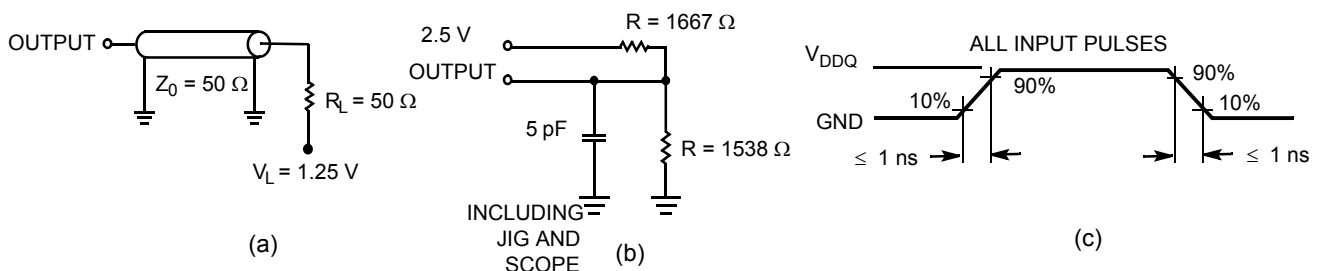 OUTPUT
Z0 = 50 Ω
RL = 50 Ω
VL = 1.25 V
(a)
R = 1667 Ω
2.5 V
OUTPUT
5 pF
R = 1538 Ω
INCLUDING
JIG AND
SCOPE
(b)
ALL INPUT PULSES
VDDQ
GND
10%
90%
90%
10%
≤ 1 ns
≤ 1 ns
(c)